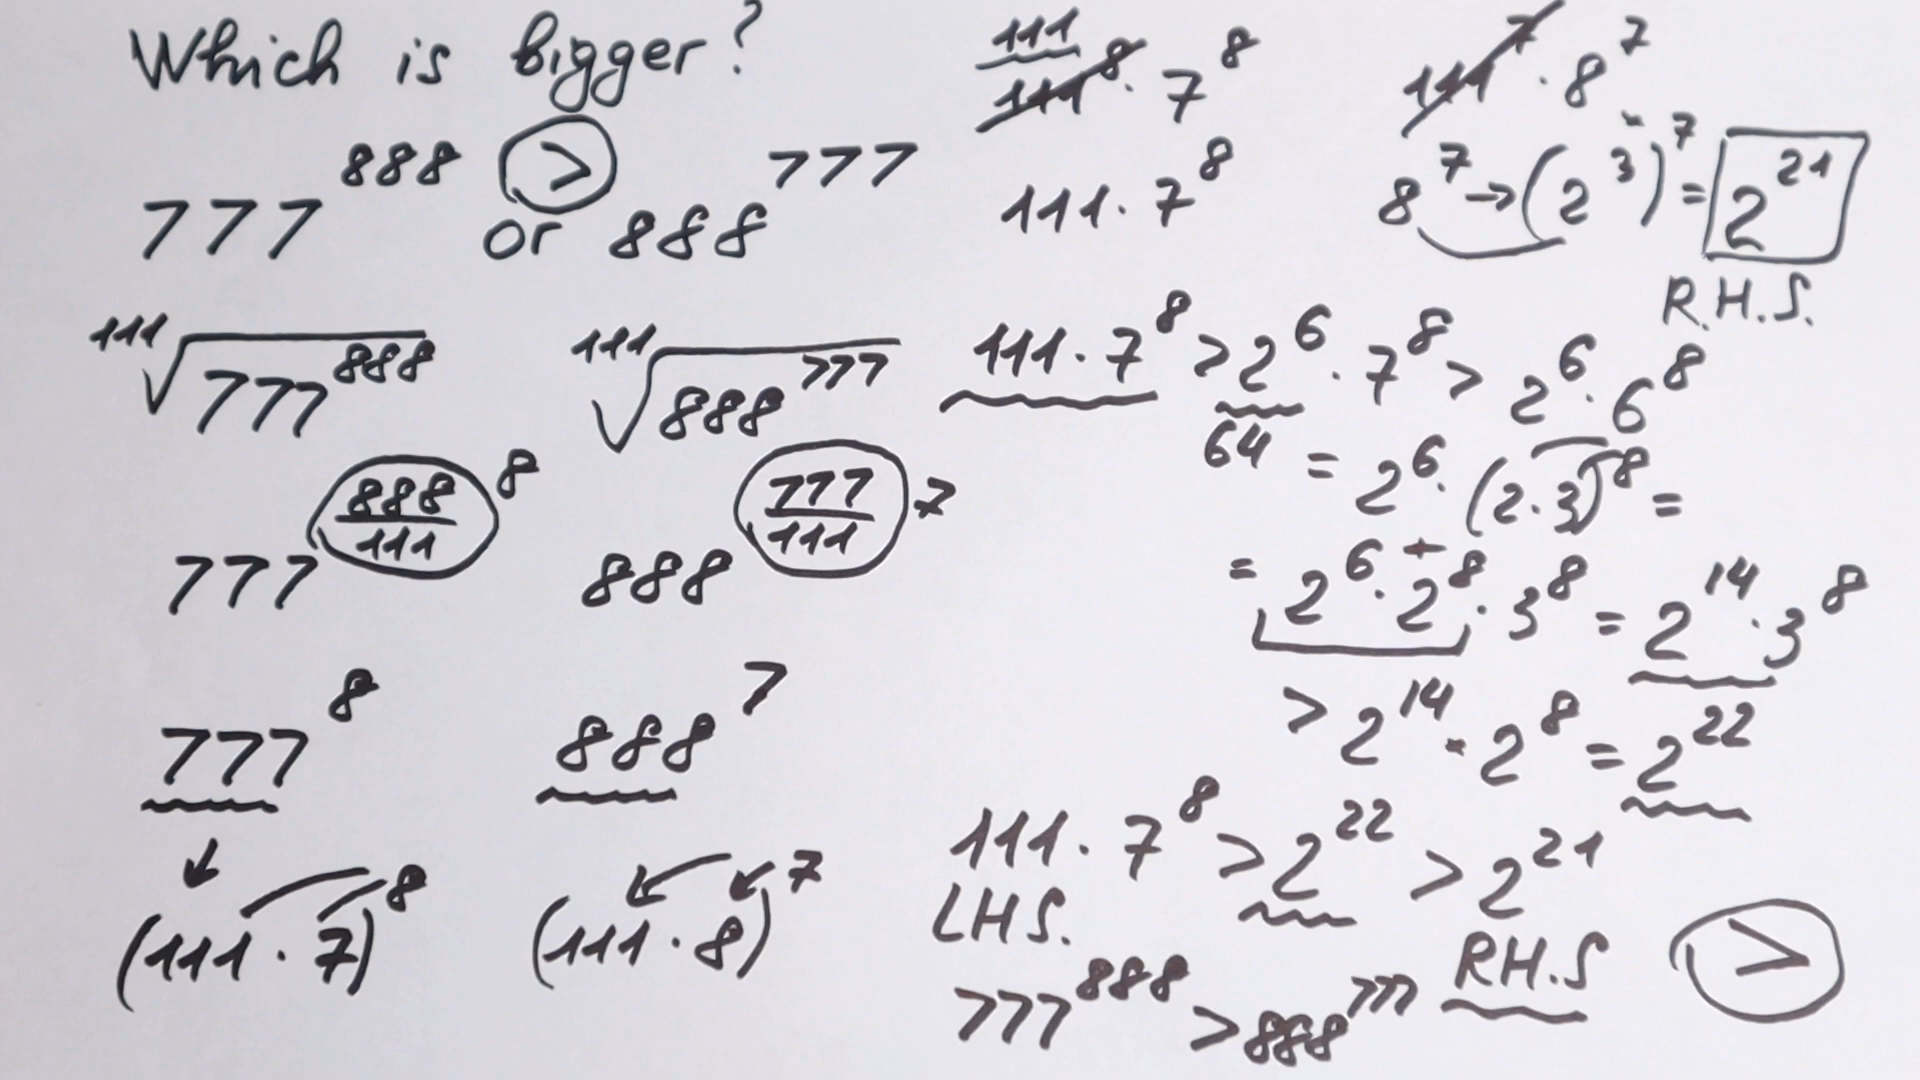 Which is bigger?
777^888 > or 888^777
¹¹¹√777^888 ¹¹¹√888^777
777^(888/111) 8 888^(777/111) 7
777^8 888^7
(111·7)^8 (111·8)^7
111
111^8·7^8 111^7·8^7
111·7^8 8^7→(2^3)^7=2^21
R.H.S.
111·7^8>2^6·7^8>2^6·6^8
64 =2^6·(2·3)^8=
=2^6·2^8·3^8=2^14·3^8
+
>2^14·2^8=2^22
111·7^8>2^22>2^21
LHS. RH.S
777^888>888^777 >